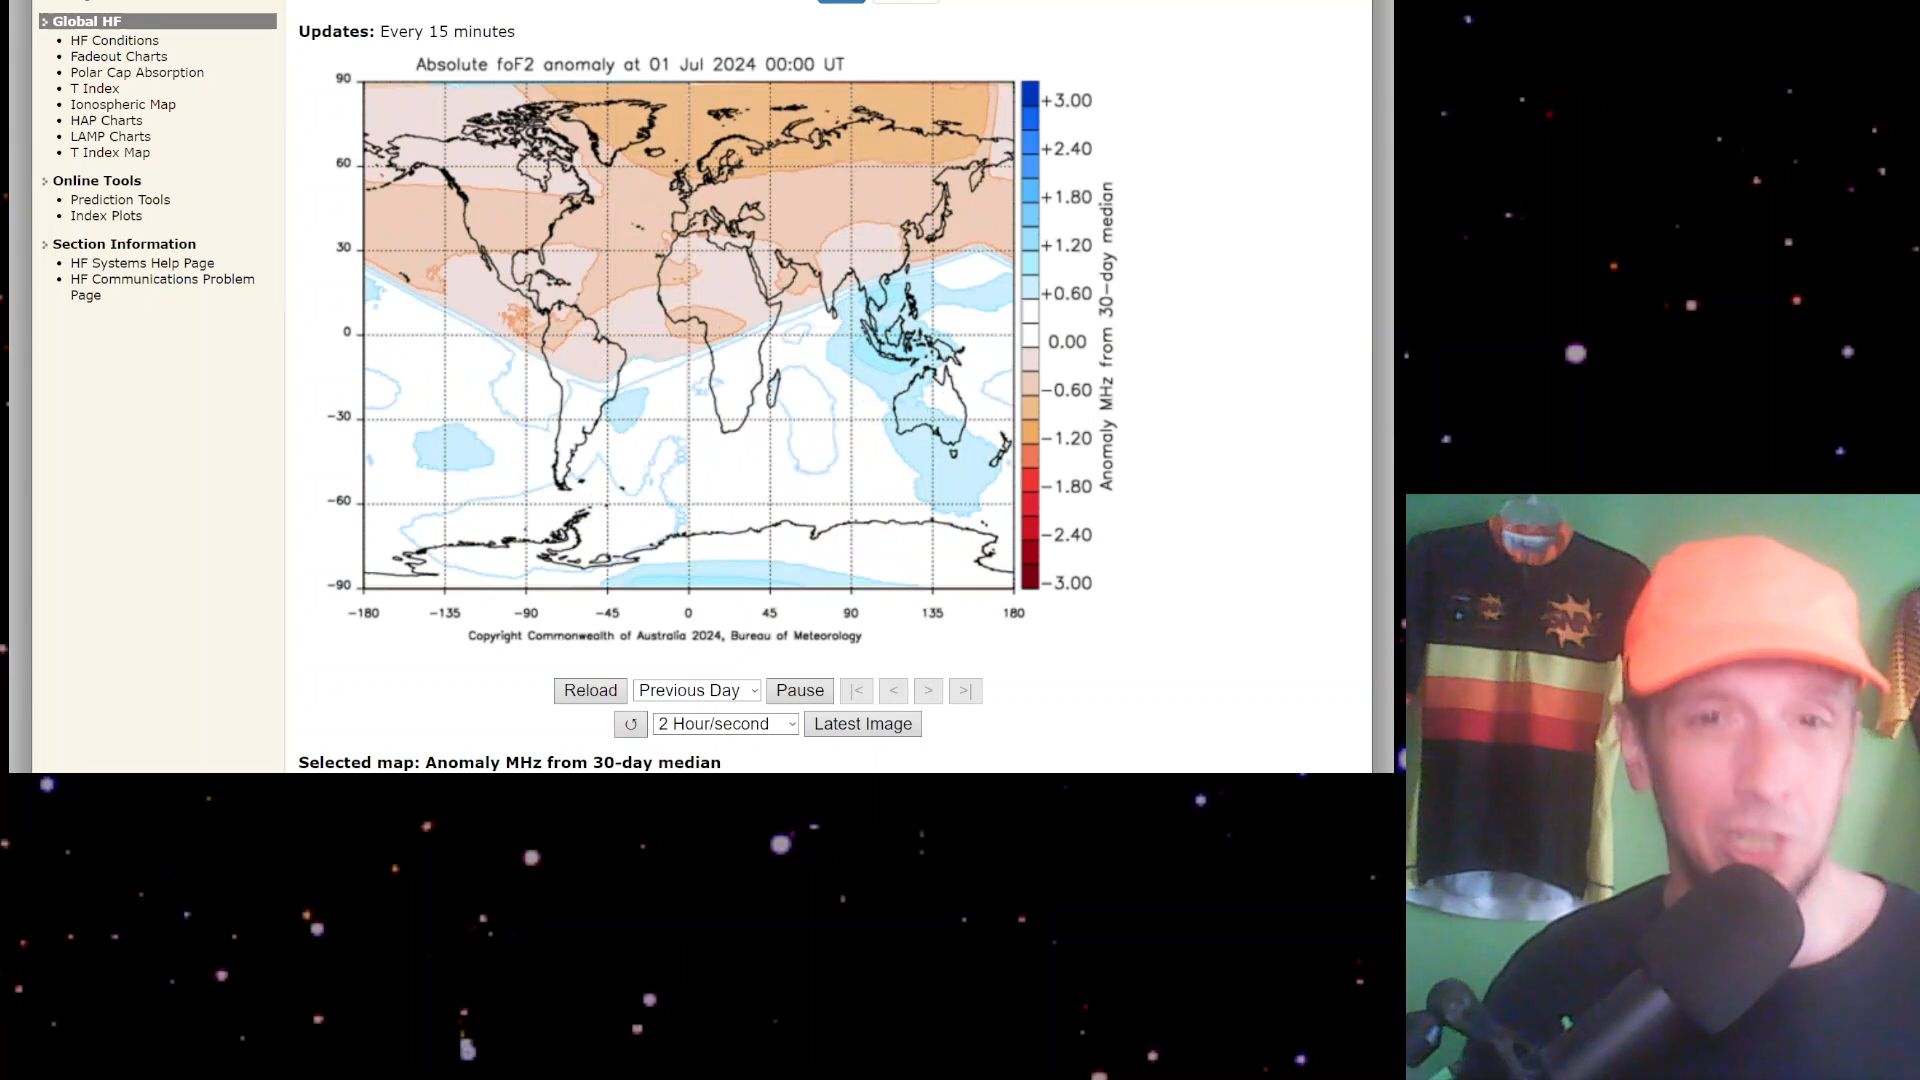 Global HF
HF Conditions
Fadeout Charts
Polar Cap Absorption
T Index
Ionospheric Map
HAP Charts
LAMP Charts
T Index Map
Online Tools
Prediction Tools
Index Plots
Section Information
HF Systems Help Page
HF Communications Problem
Page
Updates: Every 15 minutes
Absolute foF2 anomaly at 01 Jul 2024 00:00 UT
90
60
30
0
−30
−60
−90
−180 −135 −90 −45 0 45 90 135 180
+3.00
+2.40
+1.80
+1.20
+0.60
0.00
−0.60
−1.20
−1.80
−2.40
−3.00
Anomaly MHz from 30-day median
Copyright Commonwealth of Australia 2024, Bureau of Meteorology
Reload Previous Day Pause |< < > >|
↺ 2 Hour/second Latest Image
Selected map: Anomaly MHz from 30-day median